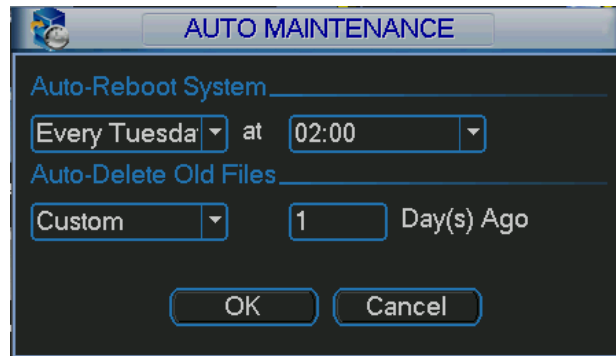 AUTO MAINTENANCE
Auto-Reboot System
Every Tuesda at 02:00
Auto-Delete Old Files
Custom 1 Day(s) Ago
OK Cancel